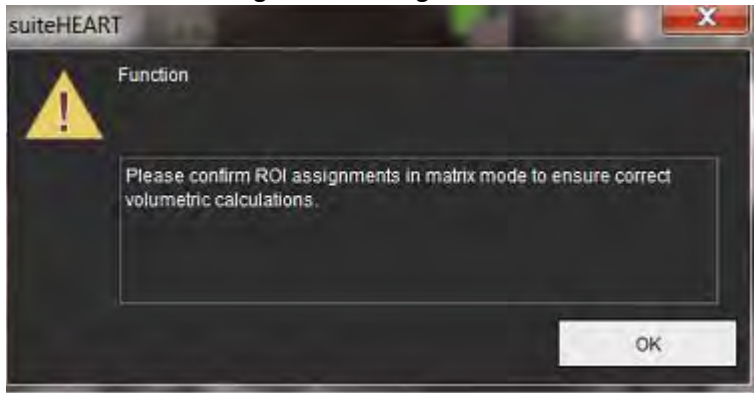 suiteHEART
X
Function
!
Please confirm ROI assignments in matrix mode to ensure correct
volumetric calculations.
OK